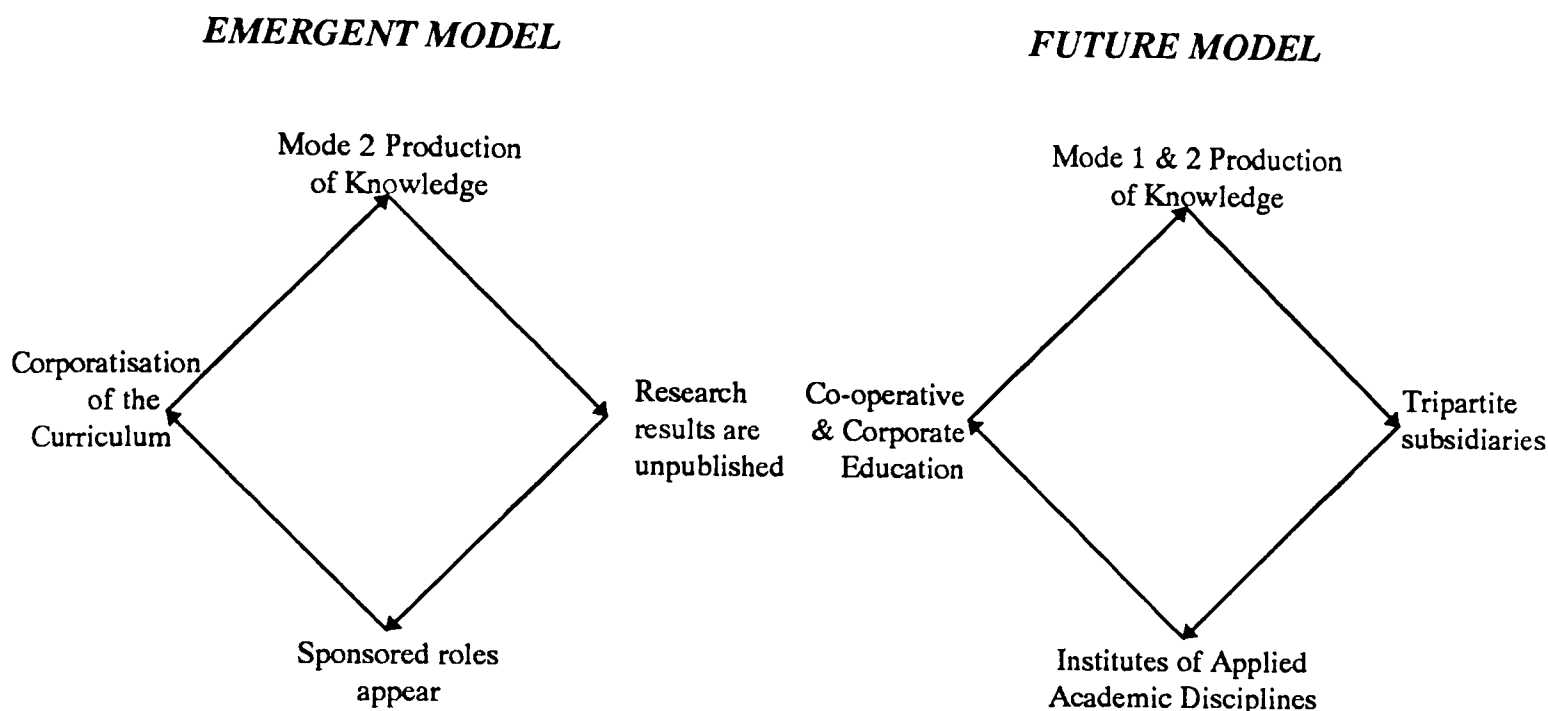 EMERGENT MODEL
Mode 2 Production
of Knowledge
Corporatisation
of the
Curriculum
Research
results are
unpublished
Sponsored roles
appear
FUTURE MODEL
Mode 1 & 2 Production
of Knowledge
Co-operative
& Corporate
Education
Tripartite
subsidiaries
Institutes of Applied
Academic Disciplines